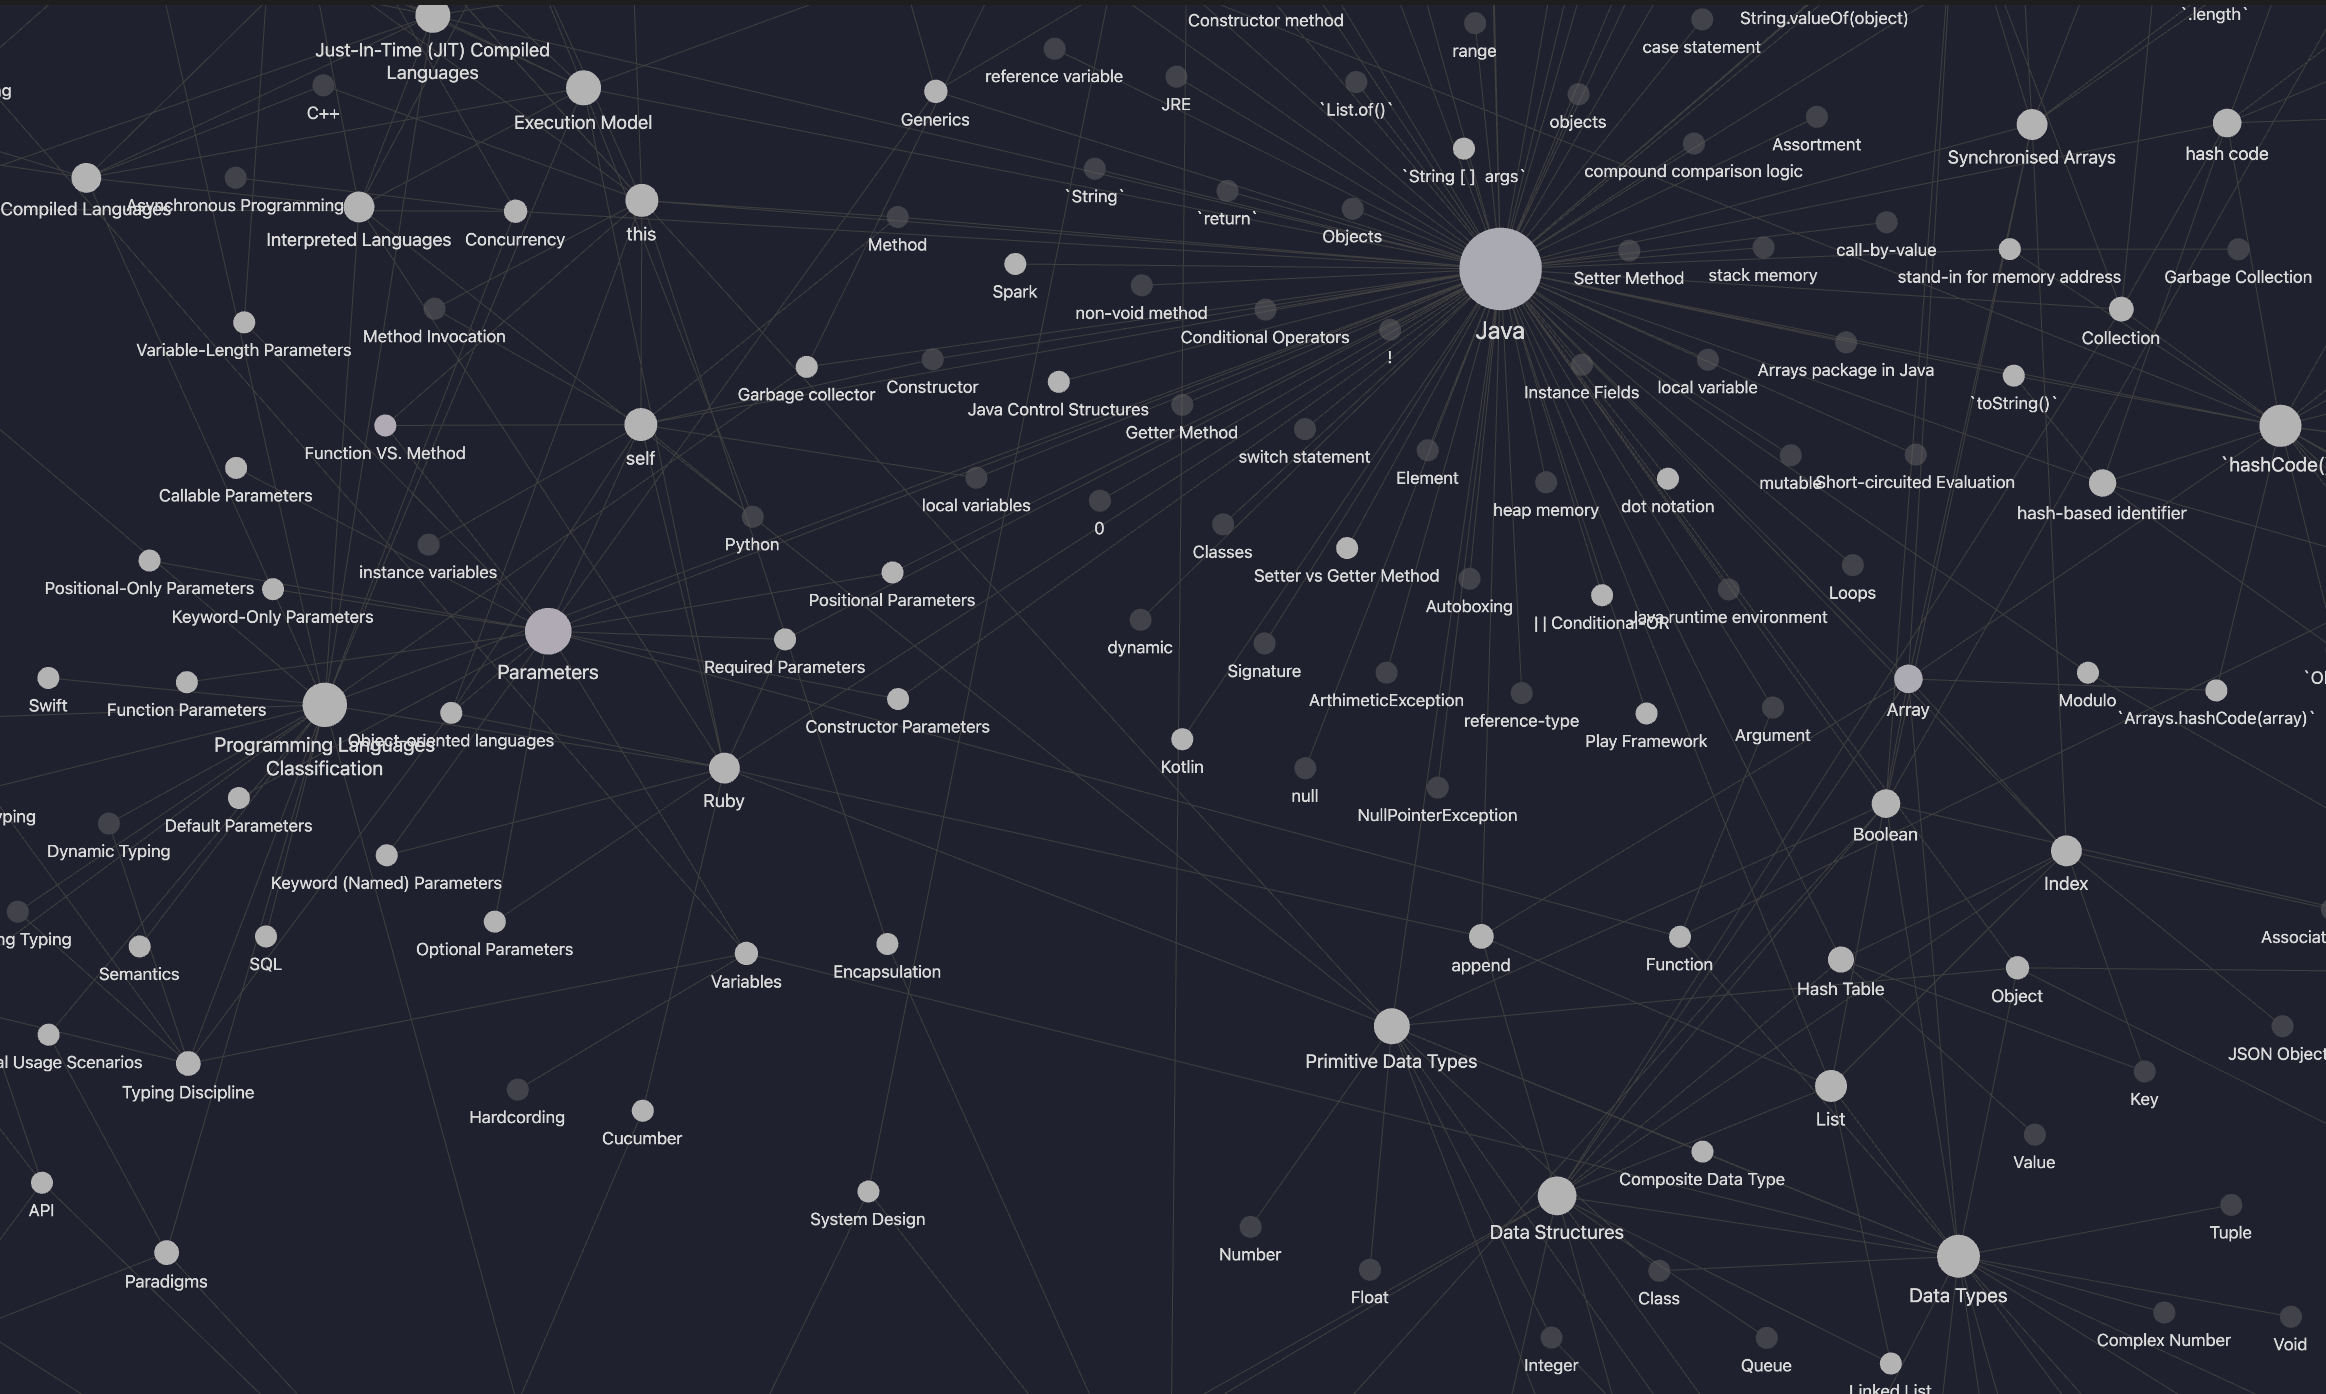 Constructor method
String.valueOf(object)
`.length`
Just-In-Time (JIT) Compiled
Languages
range
case statement
reference variable
JRE
`List.of()`
C++
Execution Model
Generics
objects
Assortment
Synchronised Arrays
hash code
`String [ ]  args`
compound comparison logic
Compiled Languages
Asynchronous Programming
Interpreted Languages
Concurrency
this
Method
`String`
`return`
Objects
call-by-value
Setter Method
stack memory
stand-in for memory address
Garbage Collection
Spark
non-void method
Conditional Operators
Java
Variable-Length Parameters
Method Invocation
!
Collection
Garbage collector
Constructor
Java Control Structures
Instance Fields
local variable
Arrays package in Java
`toString()`
Getter Method
Function VS. Method
self
switch statement
Element
mutable
Short-circuited Evaluation
`hashCode()
Callable Parameters
local variables
0
heap memory
dot notation
hash-based identifier
Python
Classes
instance variables
Setter vs Getter Method
Positional-Only Parameters
Positional Parameters
Autoboxing
Loops
Keyword-Only Parameters
|| Conditional-OR
Java runtime environment
dynamic
Parameters
Required Parameters
Signature
ArthimeticException
Swift
Function Parameters
Constructor Parameters
reference-type
Play Framework
Argument
Array
Modulo
`Arrays.hashCode(array)`
Programming Languages
Classification
Object-oriented languages
Kotlin
Ruby
null
NullPointerException
Boolean
Default Parameters
Dynamic Typing
Keyword (Named) Parameters
Index
ng Typing
Semantics
SQL
Optional Parameters
Variables
Encapsulation
append
Function
Hash Table
Object
Associat
al Usage Scenarios
Typing Discipline
Primitive Data Types
JSON Object
Hardcording
Cucumber
List
Key
Composite Data Type
Value
API
System Design
Data Structures
Tuple
Paradigms
Number
Float
Class
Data Types
Integer
Queue
Complex Number
Void
Linked List